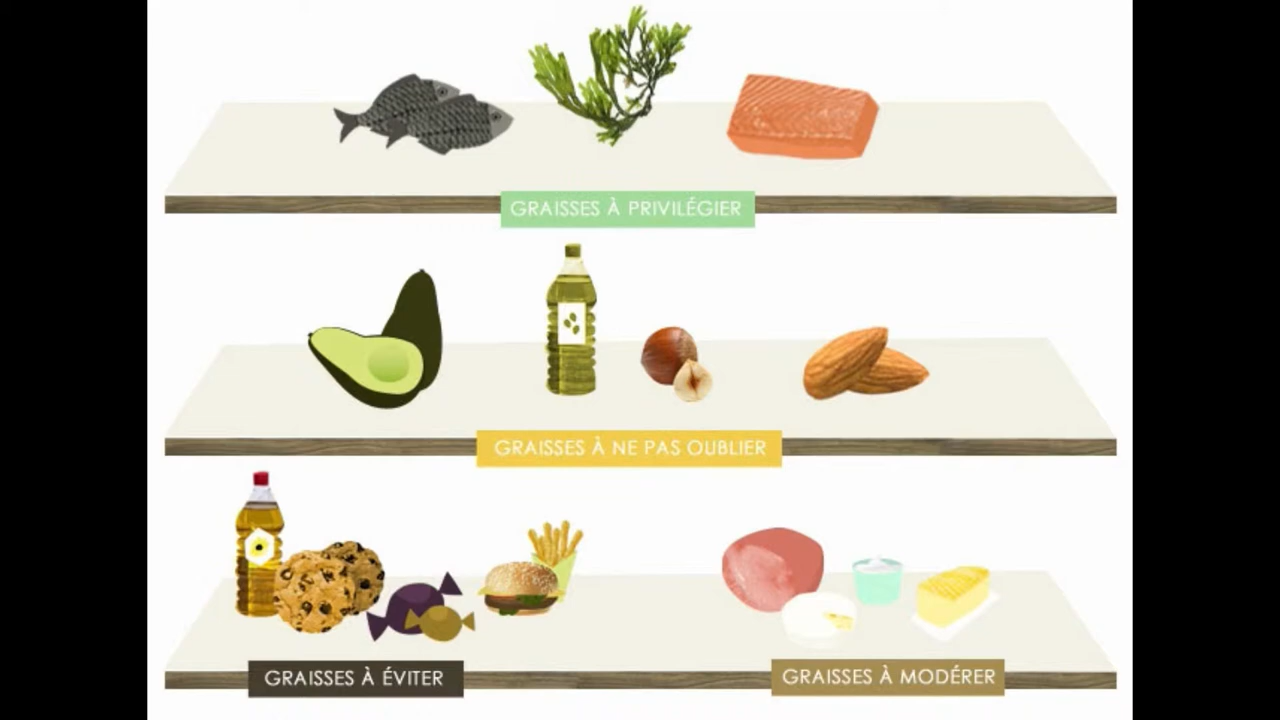 GRAISSES À PRIVILÉGIER
GRAISSES À NE PAS OUBLIER
GRAISSES À ÉVITER
GRAISSES À MODÉRER